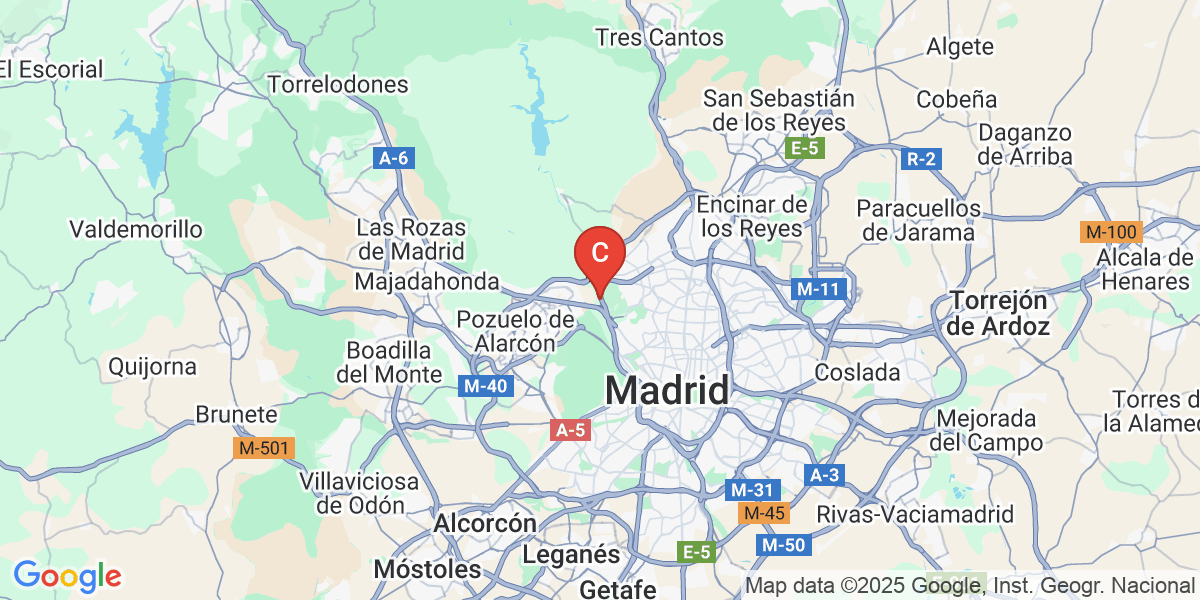 Tres Cantos
Algete
El Escorial
Torrelodones
San Sebastián
de los Reyes
Cobeña
Daganzo
de Arriba
E-5
A-6
R-2
Encinar de
los Reyes
Paracuellos
de Jarama
Valdemorillo
Las Rozas
de Madrid
M-100
C
Alcala de
Henares
Majadahonda
M-11
Torrejón
de Ardoz
Pozuelo de
Alarcón
Boadilla
del Monte
Quijorna
M-40
Madrid
Coslada
Brunete
A-5
Mejorada
del Campo
Torres d
la Alamed
M-501
Villaviciosa
de Odón
A-3
M-31
M-45
Rivas-Vaciamadrid
Alcorcón
Leganés
E-5
M-50
Móstoles
Getafe
Google
Map data ©2025 Google, Inst. Geogr. Nacional